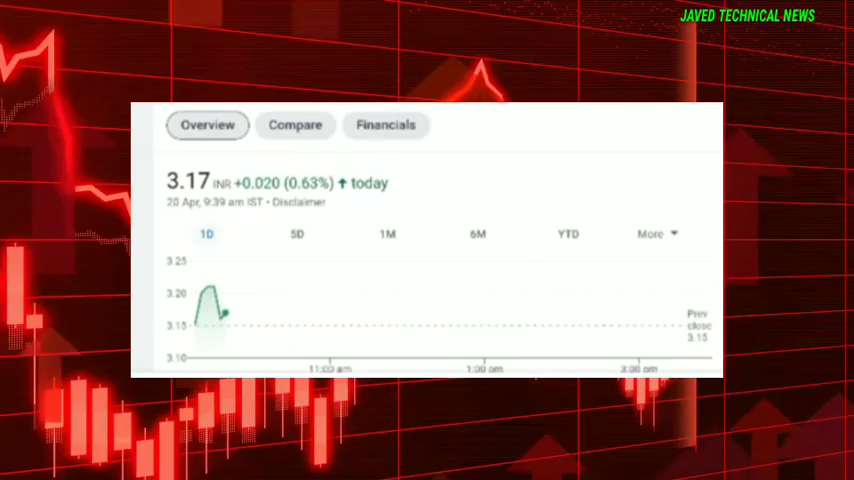 JAVED TECHNICAL NEWS
Overview Compare Financials
3.17 INR +0.020 (0.63%) ↑ today
20 Apr, 9:39 am IST • Disclaimer
1D 5D 1M 6M YTD More
3.25
3.20
3.15
Prev
close
3.15
3.10
11:00 am 1:00 pm 3:00 pm